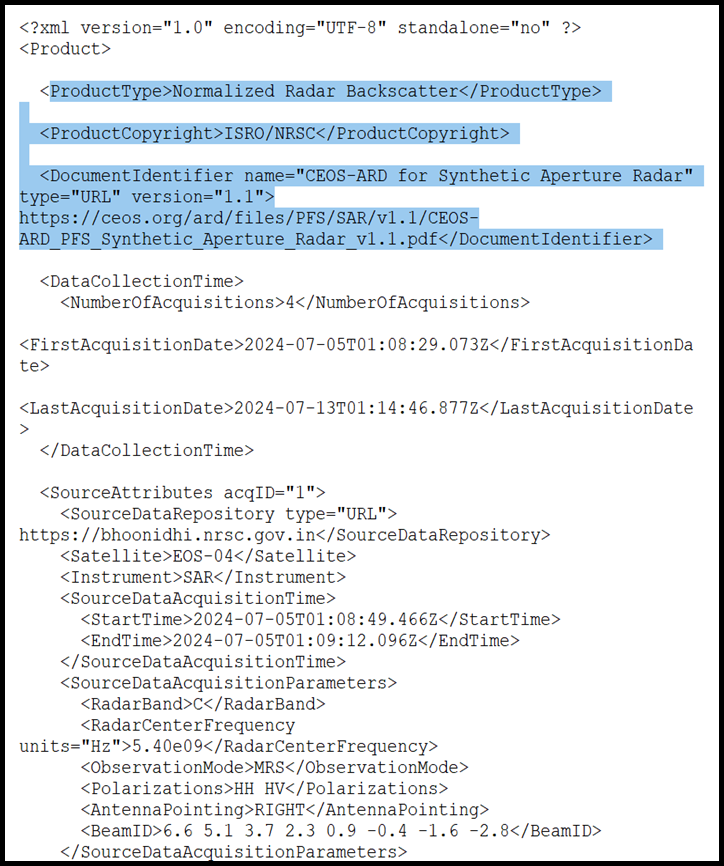 <?xml version="1.0" encoding="UTF-8" standalone="no" ?>
<Product>
<ProductType>Normalized Radar Backscatter</ProductType>
<ProductCopyright>ISRO/NRSC</ProductCopyright>
<DocumentIdentifier name="CEOS-ARD for Synthetic Aperture Radar"
type="URL" version="1.1">
https://ceos.org/ard/files/PFS/SAR/v1.1/CEOS-
ARD_PFS_Synthetic_Aperture_Radar_v1.1.pdf</DocumentIdentifier>
<DataCollectionTime>
<NumberOfAcquisitions>4</NumberOfAcquisitions>
<FirstAcquisitionDate>2024-07-05T01:08:29.073Z</FirstAcquisitionDa
te>
<LastAcquisitionDate>2024-07-13T01:14:46.877Z</LastAcquisitionDate
>
</DataCollectionTime>
<SourceAttributes acqID="1">
<SourceDataRepository type="URL">
https://bhoonidhi.nrsc.gov.in</SourceDataRepository>
<Satellite>EOS-04</Satellite>
<Instrument>SAR</Instrument>
<SourceDataAcquisitionTime>
<StartTime>2024-07-05T01:08:49.466Z</StartTime>
<EndTime>2024-07-05T01:09:12.096Z</EndTime>
</SourceDataAcquisitionTime>
<SourceDataAcquisitionParameters>
<RadarBand>C</RadarBand>
<RadarCenterFrequency
units="Hz">5.40e09</RadarCenterFrequency>
<ObservationMode>MRS</ObservationMode>
<Polarizations>HH HV</Polarizations>
<AntennaPointing>RIGHT</AntennaPointing>
<BeamID>6.6 5.1 3.7 2.3 0.9 -0.4 -1.6 -2.8</BeamID>
</SourceDataAcquisitionParameters>